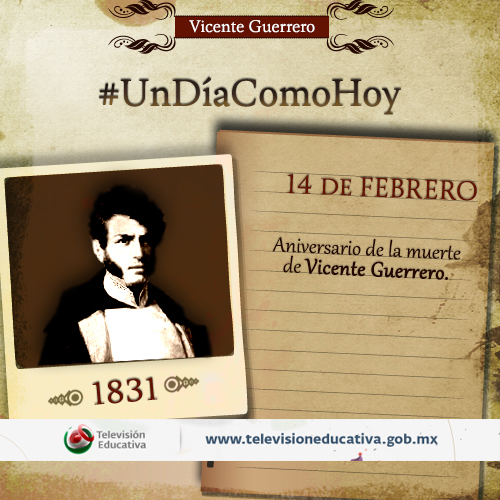 Vicente Guerrero
#UnDíaComoHoy
14 DE FEBRERO
Aniversario de la muerte
de Vicente Guerrero.
1831
Televisión
Educativa
www.televisioneducativa.gob.mx